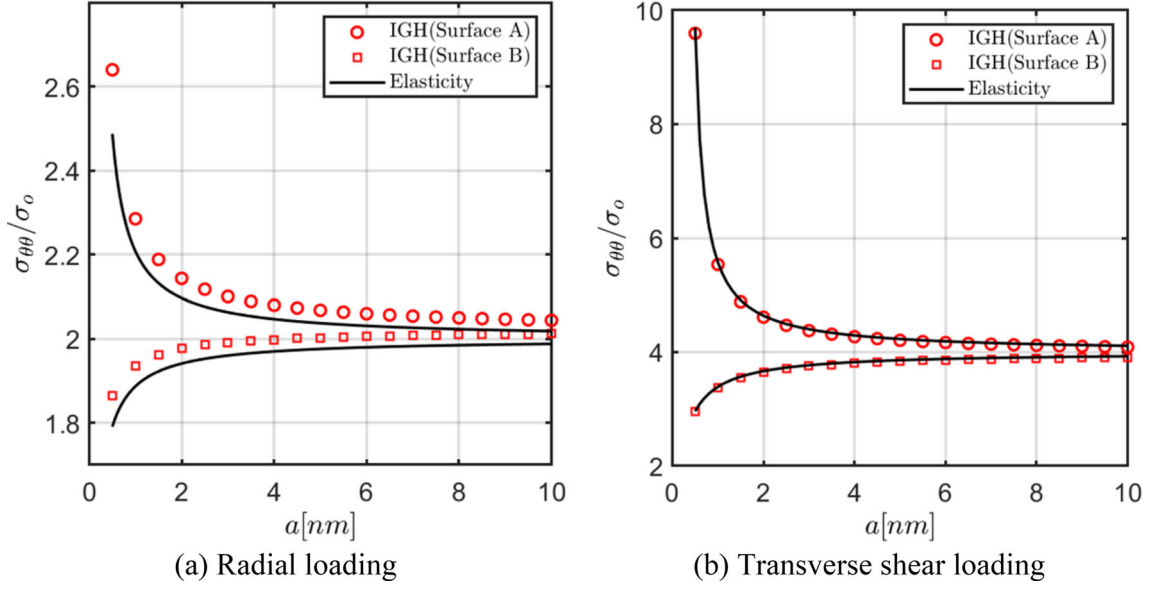 IGH(Surface A)
IGH(Surface B)
Elasticity
2.6
2.4
2.2
2
1.8
σθθ/σo
0 2 4 6 8 10
a[nm]
(a) Radial loading
IGH(Surface A)
IGH(Surface B)
Elasticity
10
8
6
4
2
σθθ/σo
0 2 4 6 8 10
a[nm]
(b) Transverse shear loading